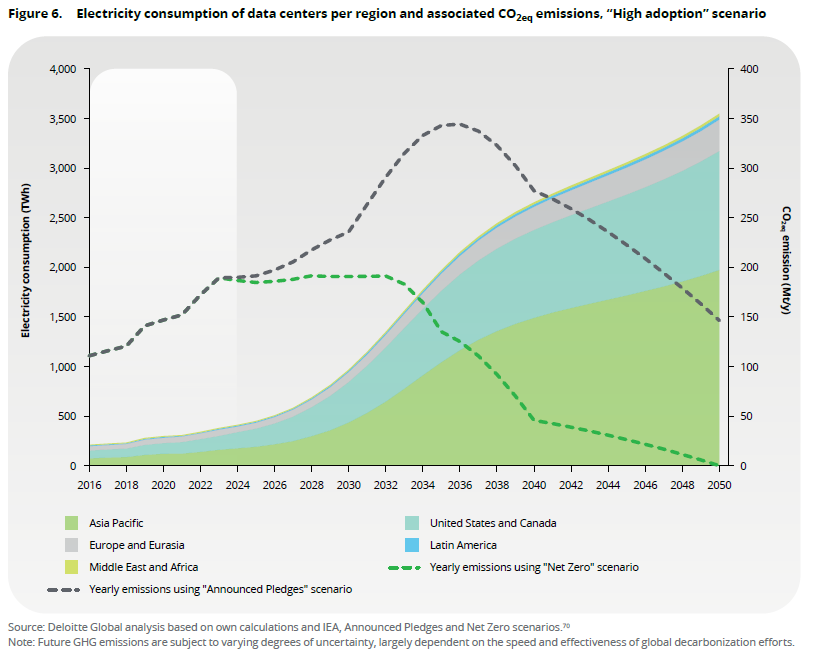 Figure 6. Electricity consumption of data centers per region and associated CO2eq emissions, “High adoption” scenario
4,000
3,500
3,000
2,500
2,000
1,500
1,000
500
0
Electricity consumption (TWh)
400
350
300
250
200
150
100
50
0
CO2eq emission (Mt/y)
2016 2018 2020 2022 2024 2026 2028 2030 2032 2034 2036 2038 2040 2042 2044 2046 2048 2050
Asia Pacific
United States and Canada
Europe and Eurasia
Latin America
Middle East and Africa
Yearly emissions using "Net Zero" scenario
Yearly emissions using "Announced Pledges" scenario
Source: Deloitte Global analysis based on own calculations and IEA, Announced Pledges and Net Zero scenarios.70
Note: Future GHG emissions are subject to varying degrees of uncertainty, largely dependent on the speed and effectiveness of global decarbonization efforts.